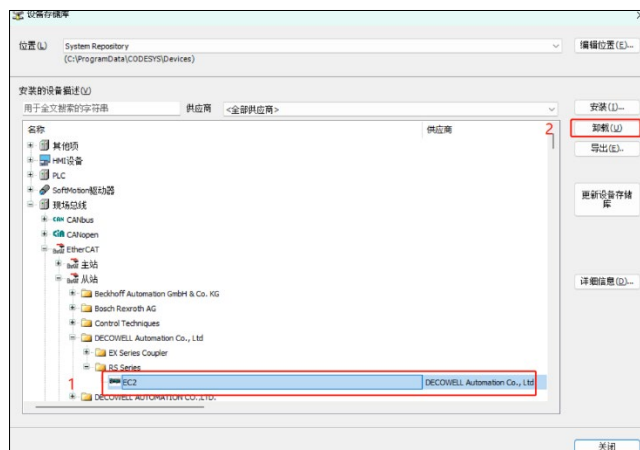 设备存储库
位置(L)
System Repository
编辑位置(E)...
(C:\ProgramData\CODESYS\Devices)
安装的设备描述(V)
用于全文搜索的字符串
供应商
<全部供应商>
安装(I)...
名称
供应商
2
卸载(U)
其他项
导出(E)..
HMI设备
PLC
SoftMotion驱动器
更新设备存储库
现场总线
CANbus
CANopen
EtherCAT
主站
从站
详细信息(D)...
Beckhoff Automation GmbH & Co. KG
Bosch Rexroth AG
Control Techniques
DECOWELL Automation Co., Ltd
EX Series Coupler
RS Series
1
EC2
DECOWELL Automation Co., Ltd
DECOWELL AUTOMATION CO.,LTD.
关闭